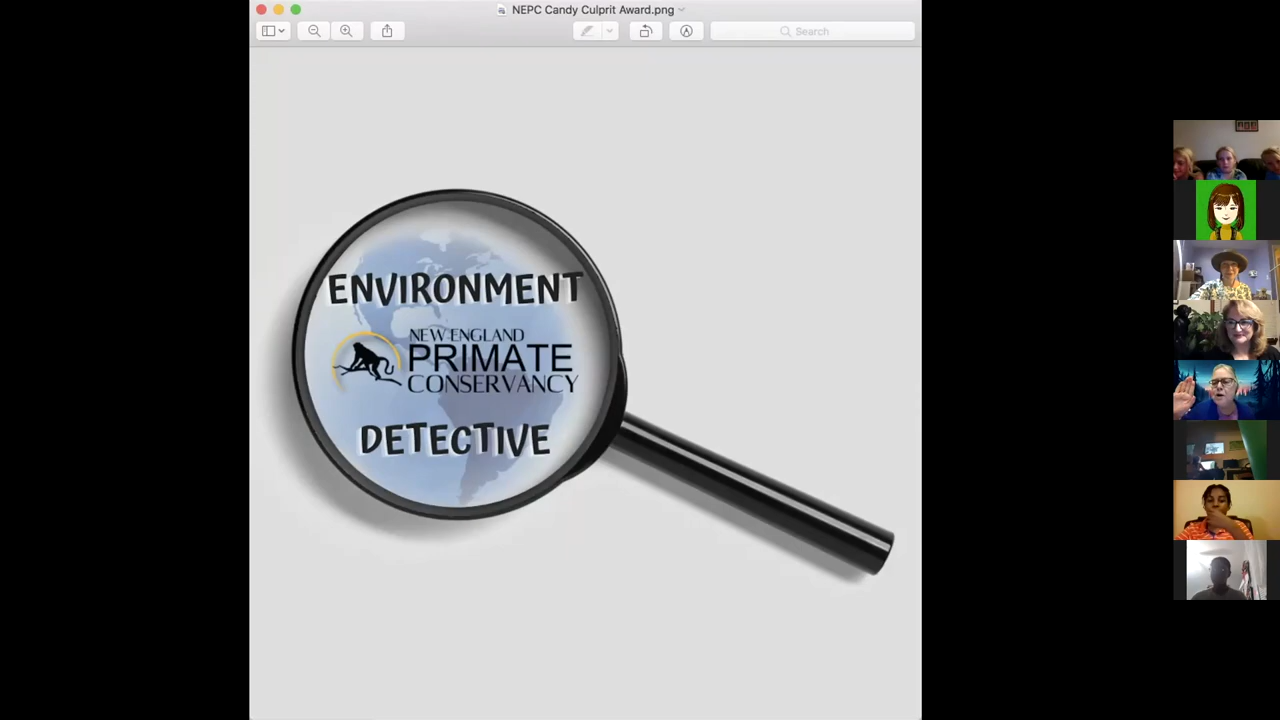 NEPC Candy Culprit Award.png
Search
ENVIRONMENT
NEW ENGLAND
PRIMATE
CONSERVANCY
DETECTIVE